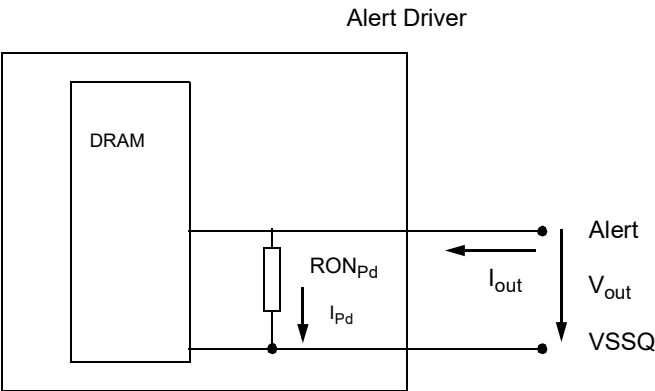 Alert Driver
DRAM
Alert
RONPd
Iout
Vout
IPd
VSSQ